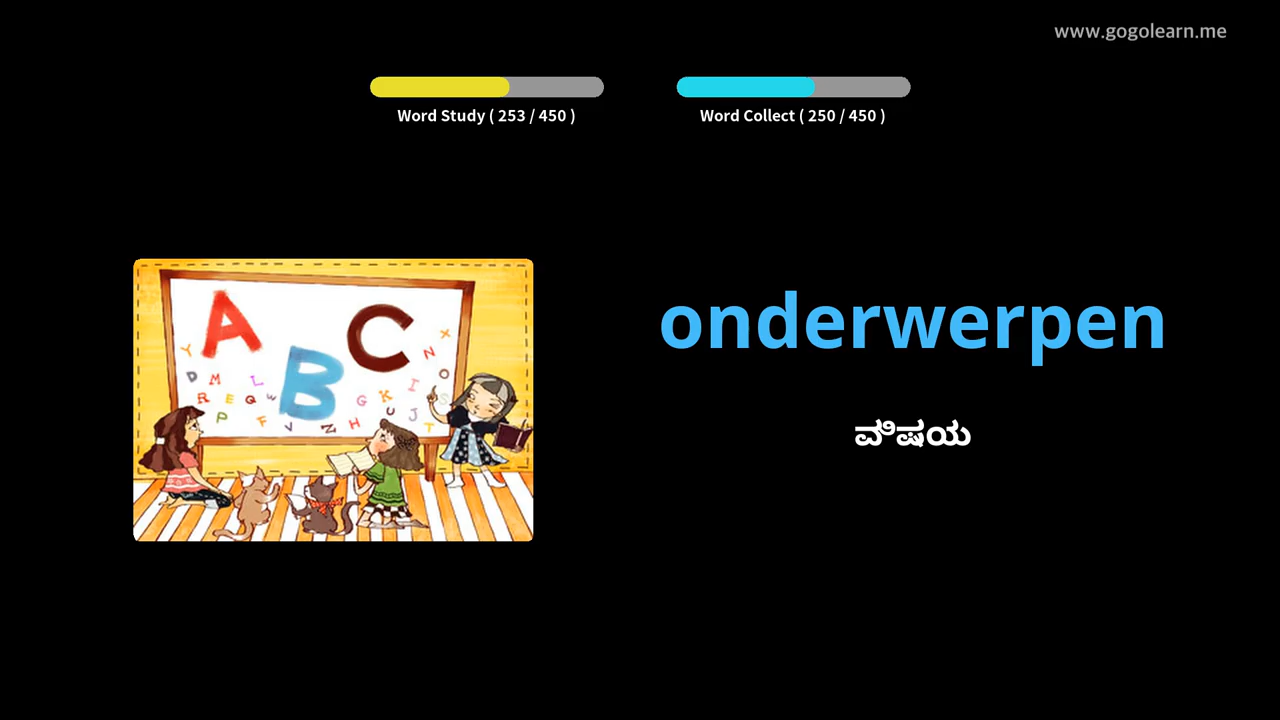 www.gogolearn.me
Word Study ( 253 / 450 )
Word Collect ( 250 / 450 )
A
C
B
onderwerpen
ವಿಷಯ